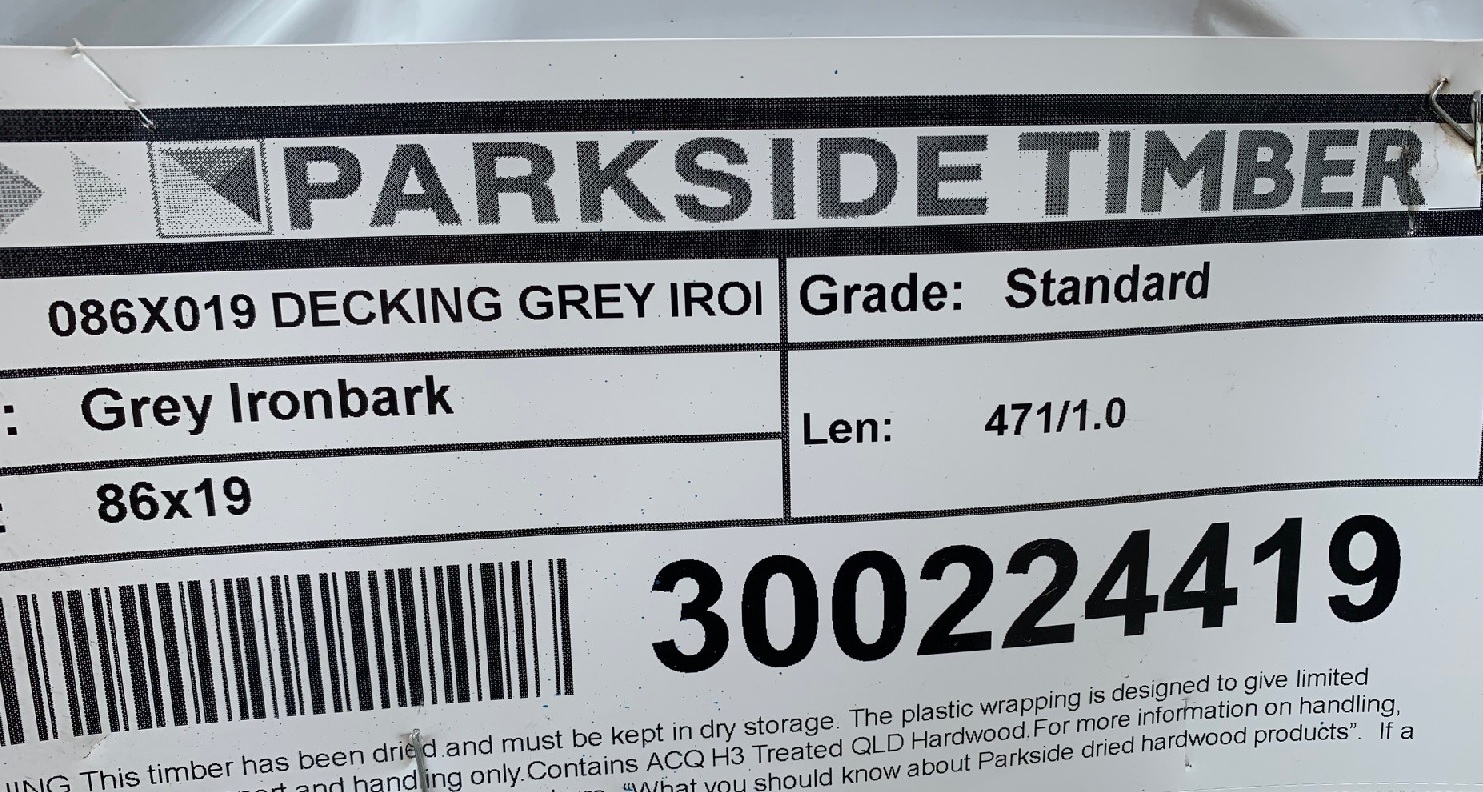 PARKSIDE TIMBER
086X019 DECKING GREY IROI
Grade: Standard
: Grey Ironbark
Len: 471/1.0
: 86x19
300224419
This timber has been dried.and must be kept in dry storage. The plastic wrapping is designed to give limited
and handling only.Contains ACQ H3 Treated QLD Hardwood.For more information on handling,
"What you should know about Parkside dried hardwood products". If a